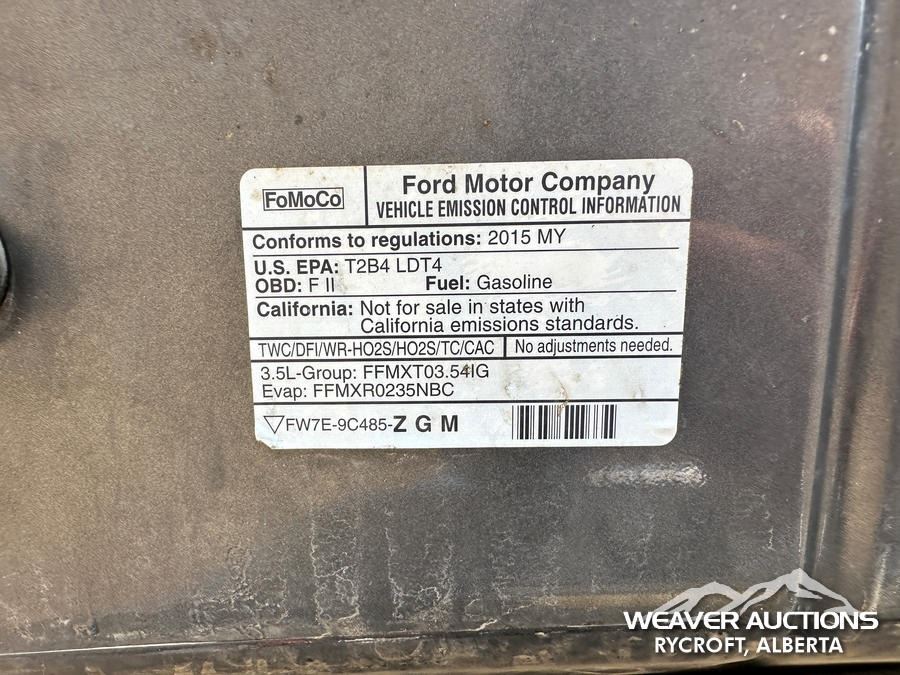 FoMoCo
Ford Motor Company
VEHICLE EMISSION CONTROL INFORMATION
Conforms to regulations: 2015 MY
U.S. EPA: T2B4 LDT4
OBD: F II Fuel: Gasoline
California: Not for sale in states with
California emissions standards.
TWC/DFI/WR-HO2S/HO2S/TC/CAC No adjustments needed.
3.5L-Group: FFMXT03.54IG
Evap: FFMXR0235NBC
FW7E-9C485-Z G M
WEAVER AUCTIONS
RYCROFT, ALBERTA